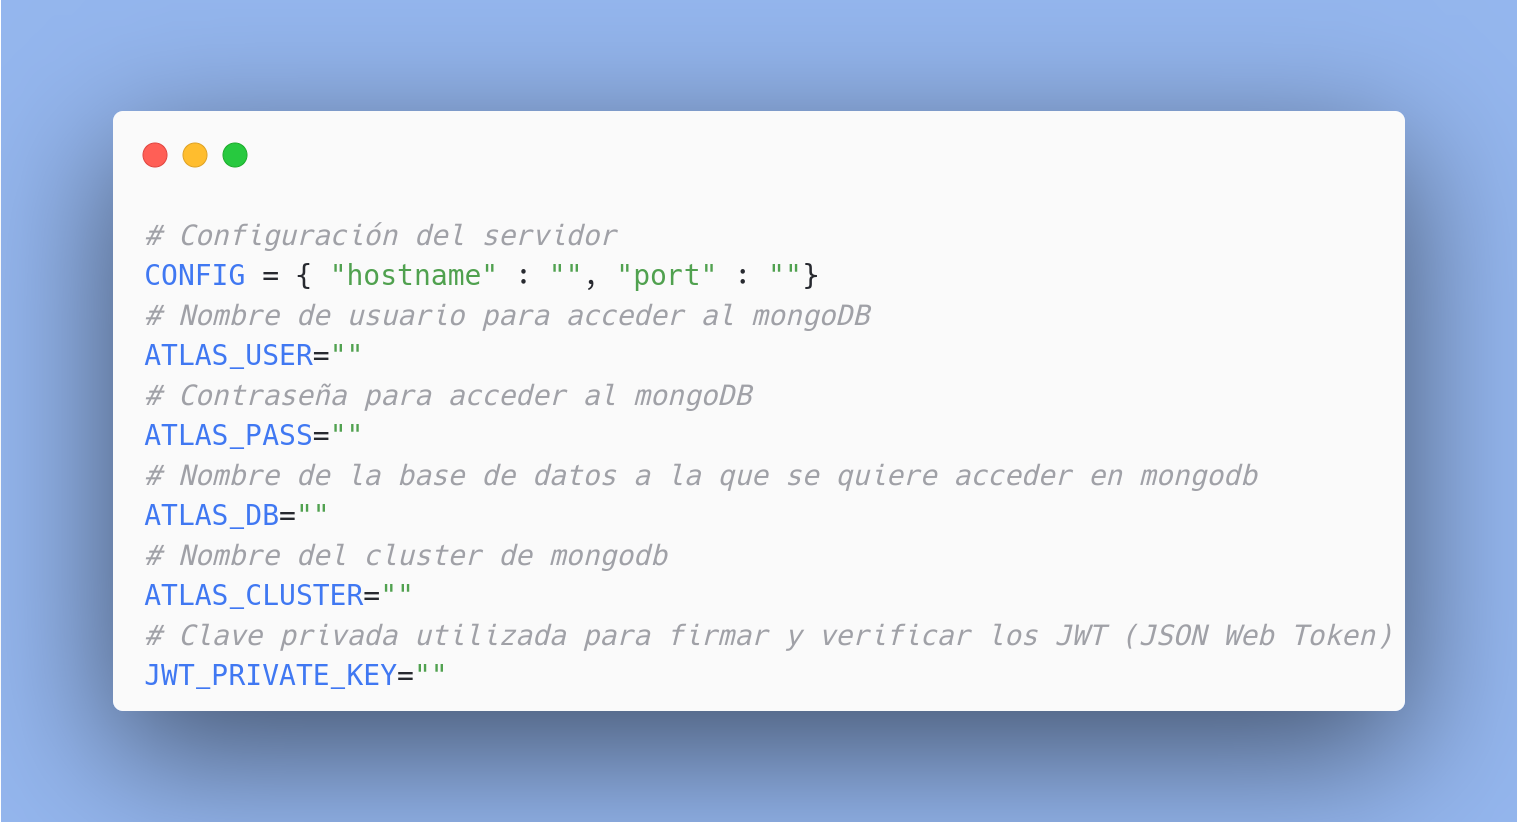 # Configuración del servidor
CONFIG = { "hostname" : "", "port" : ""}
# Nombre de usuario para acceder al mongoDB
ATLAS_USER=""
# Contraseña para acceder al mongoDB
ATLAS_PASS=""
# Nombre de la base de datos a la que se quiere acceder en mongodb
ATLAS_DB=""
# Nombre del cluster de mongodb
ATLAS_CLUSTER=""
# Clave privada utilizada para firmar y verificar los JWT (JSON Web Token)
JWT_PRIVATE_KEY=""